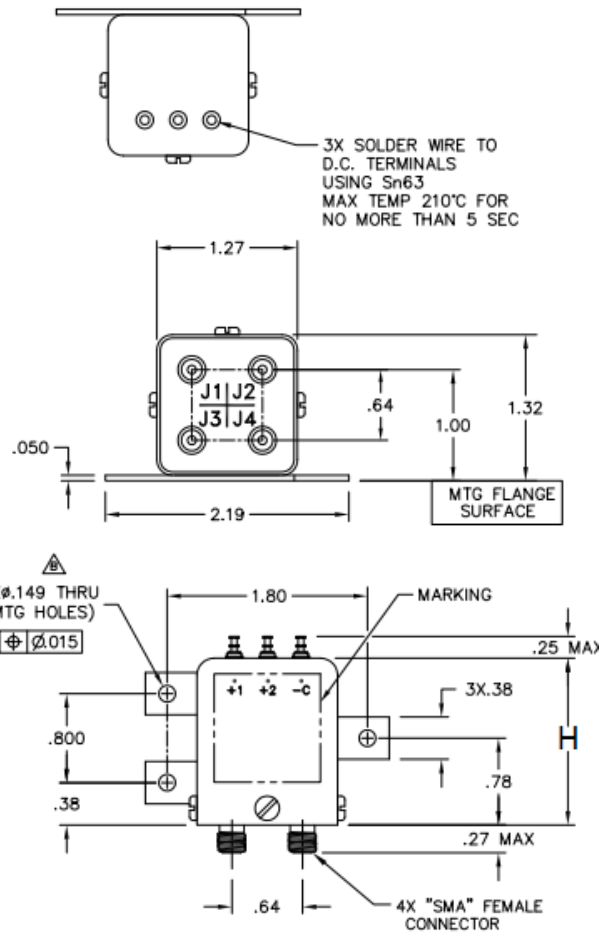 3X SOLDER WIRE TO
D.C. TERMINALS
USING Sn63
MAX TEMP 210°C FOR
NO MORE THAN 5 SEC
1.27
J1 J2
J3 J4
.64
1.00
1.32
.050
2.19
MTG FLANGE
SURFACE
B
ø.149 THRU
MTG HOLES)
⌖ Ø.015
1.80
MARKING
.25 MAX
+1 +2 -C
3X.38
.800
H
.78
.38
.27 MAX
.64
4X "SMA" FEMALE
CONNECTOR